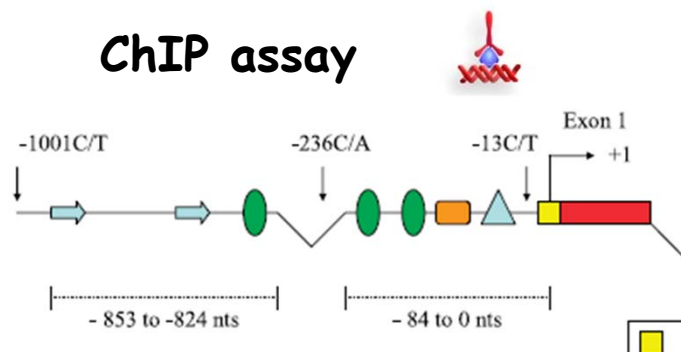 ChIP assay
Exon 1
-1001C/T
-236C/A
-13C/T
+1
- 853 to -824 nts
- 84 to 0 nts